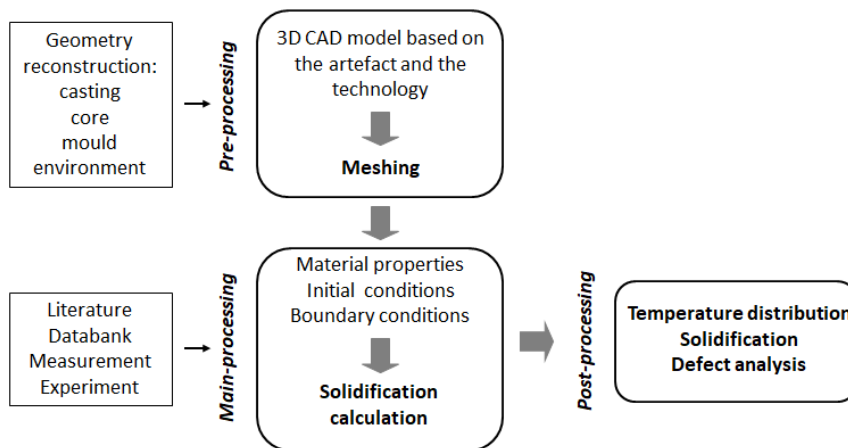 Geometry
reconstruction:
casting
core
mould
environment
Pre-processing
3D CAD model based on
the artefact and the
technology
Meshing
Literature
Databank
Measurement
Experiment
Main-processing
Material properties
Initial conditions
Boundary conditions
Solidification
calculation
Post-processing
Temperature distribution
Solidification
Defect analysis